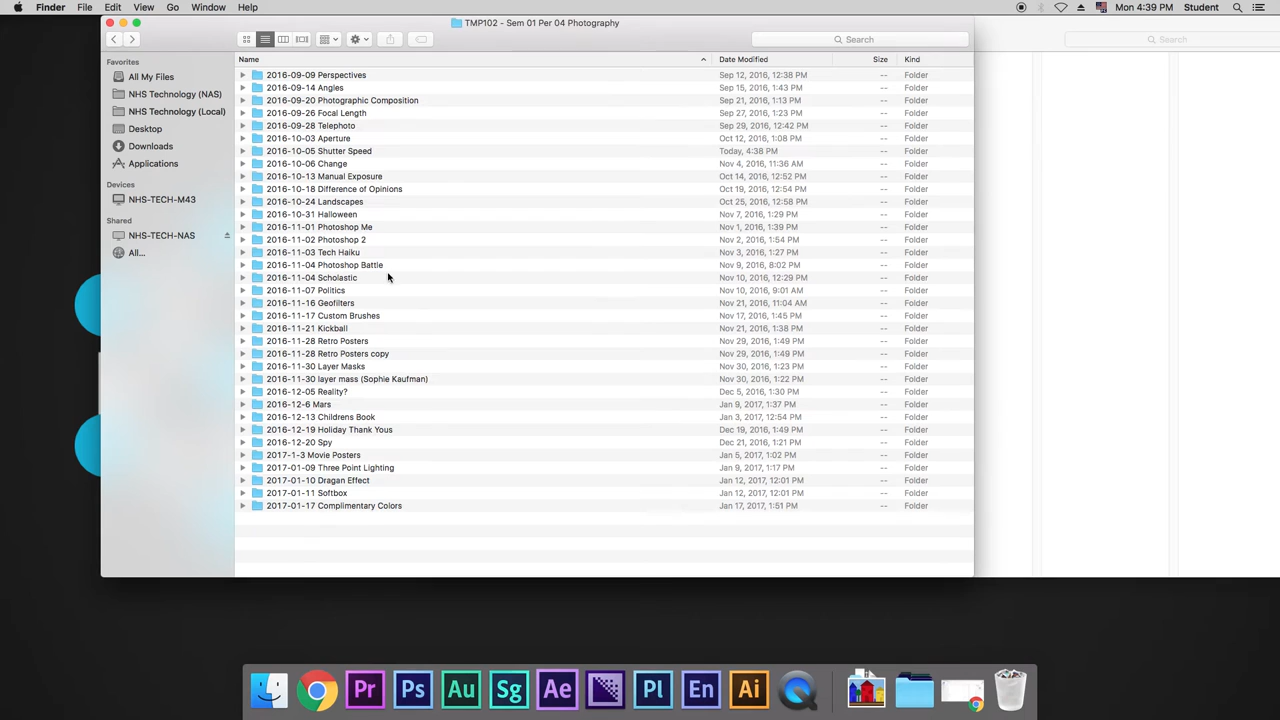 Finder File Edit View Go Window Help Mon 4:39 PM Student
TMP102 - Sem 01 Per 04 Photography
Search
Search
Favorites
All My Files
NHS Technology (NAS)
NHS Technology (Local)
Desktop
Downloads
Applications
Devices
NHS-TECH-M43
Shared
NHS-TECH-NAS
All...
Name Date Modified Size Kind
2016-09-09 Perspectives Sep 12, 2016, 12:38 PM -- Folder
2016-09-14 Angles Sep 15, 2016, 1:43 PM -- Folder
2016-09-20 Photographic Composition Sep 21, 2016, 1:13 PM -- Folder
2016-09-26 Focal Length Sep 27, 2016, 1:23 PM -- Folder
2016-09-28 Telephoto Sep 29, 2016, 12:42 PM -- Folder
2016-10-03 Aperture Oct 12, 2016, 1:08 PM -- Folder
2016-10-05 Shutter Speed Today, 4:38 PM -- Folder
2016-10-06 Change Nov 4, 2016, 11:36 AM -- Folder
2016-10-13 Manual Exposure Oct 14, 2016, 12:52 PM -- Folder
2016-10-18 Difference of Opinions Oct 19, 2016, 12:54 PM -- Folder
2016-10-24 Landscapes Oct 25, 2016, 12:58 PM -- Folder
2016-10-31 Halloween Nov 7, 2016, 1:29 PM -- Folder
2016-11-01 Photoshop Me Nov 1, 2016, 1:39 PM -- Folder
2016-11-02 Photoshop 2 Nov 2, 2016, 1:54 PM -- Folder
2016-11-03 Tech Haiku Nov 3, 2016, 1:27 PM -- Folder
2016-11-04 Photoshop Battle Nov 9, 2016, 8:02 PM -- Folder
2016-11-04 Scholastic Nov 10, 2016, 12:29 PM -- Folder
2016-11-07 Politics Nov 10, 2016, 9:01 AM -- Folder
2016-11-16 Geofilters Nov 21, 2016, 11:04 AM -- Folder
2016-11-17 Custom Brushes Nov 17, 2016, 1:45 PM -- Folder
2016-11-21 Kickball Nov 21, 2016, 1:38 PM -- Folder
2016-11-28 Retro Posters Nov 29, 2016, 1:49 PM -- Folder
2016-11-28 Retro Posters copy Nov 29, 2016, 1:49 PM -- Folder
2016-11-30 Layer Masks Nov 30, 2016, 1:23 PM -- Folder
2016-11-30 layer mass (Sophie Kaufman) Nov 30, 2016, 1:22 PM -- Folder
2016-12-05 Reality? Dec 5, 2016, 1:30 PM -- Folder
2016-12-6 Mars Jan 9, 2017, 1:37 PM -- Folder
2016-12-13 Childrens Book Jan 3, 2017, 12:54 PM -- Folder
2016-12-19 Holiday Thank Yous Dec 19, 2016, 1:49 PM -- Folder
2016-12-20 Spy Dec 21, 2016, 1:21 PM -- Folder
2017-1-3 Movie Posters Jan 5, 2017, 1:02 PM -- Folder
2017-01-09 Three Point Lighting Jan 9, 2017, 1:17 PM -- Folder
2017-01-10 Dragan Effect Jan 12, 2017, 12:01 PM -- Folder
2017-01-11 Softbox Jan 12, 2017, 12:01 PM -- Folder
2017-01-17 Complimentary Colors Jan 17, 2017, 1:51 PM -- Folder
Pr Ps Au Sg Ae Pl En Ai